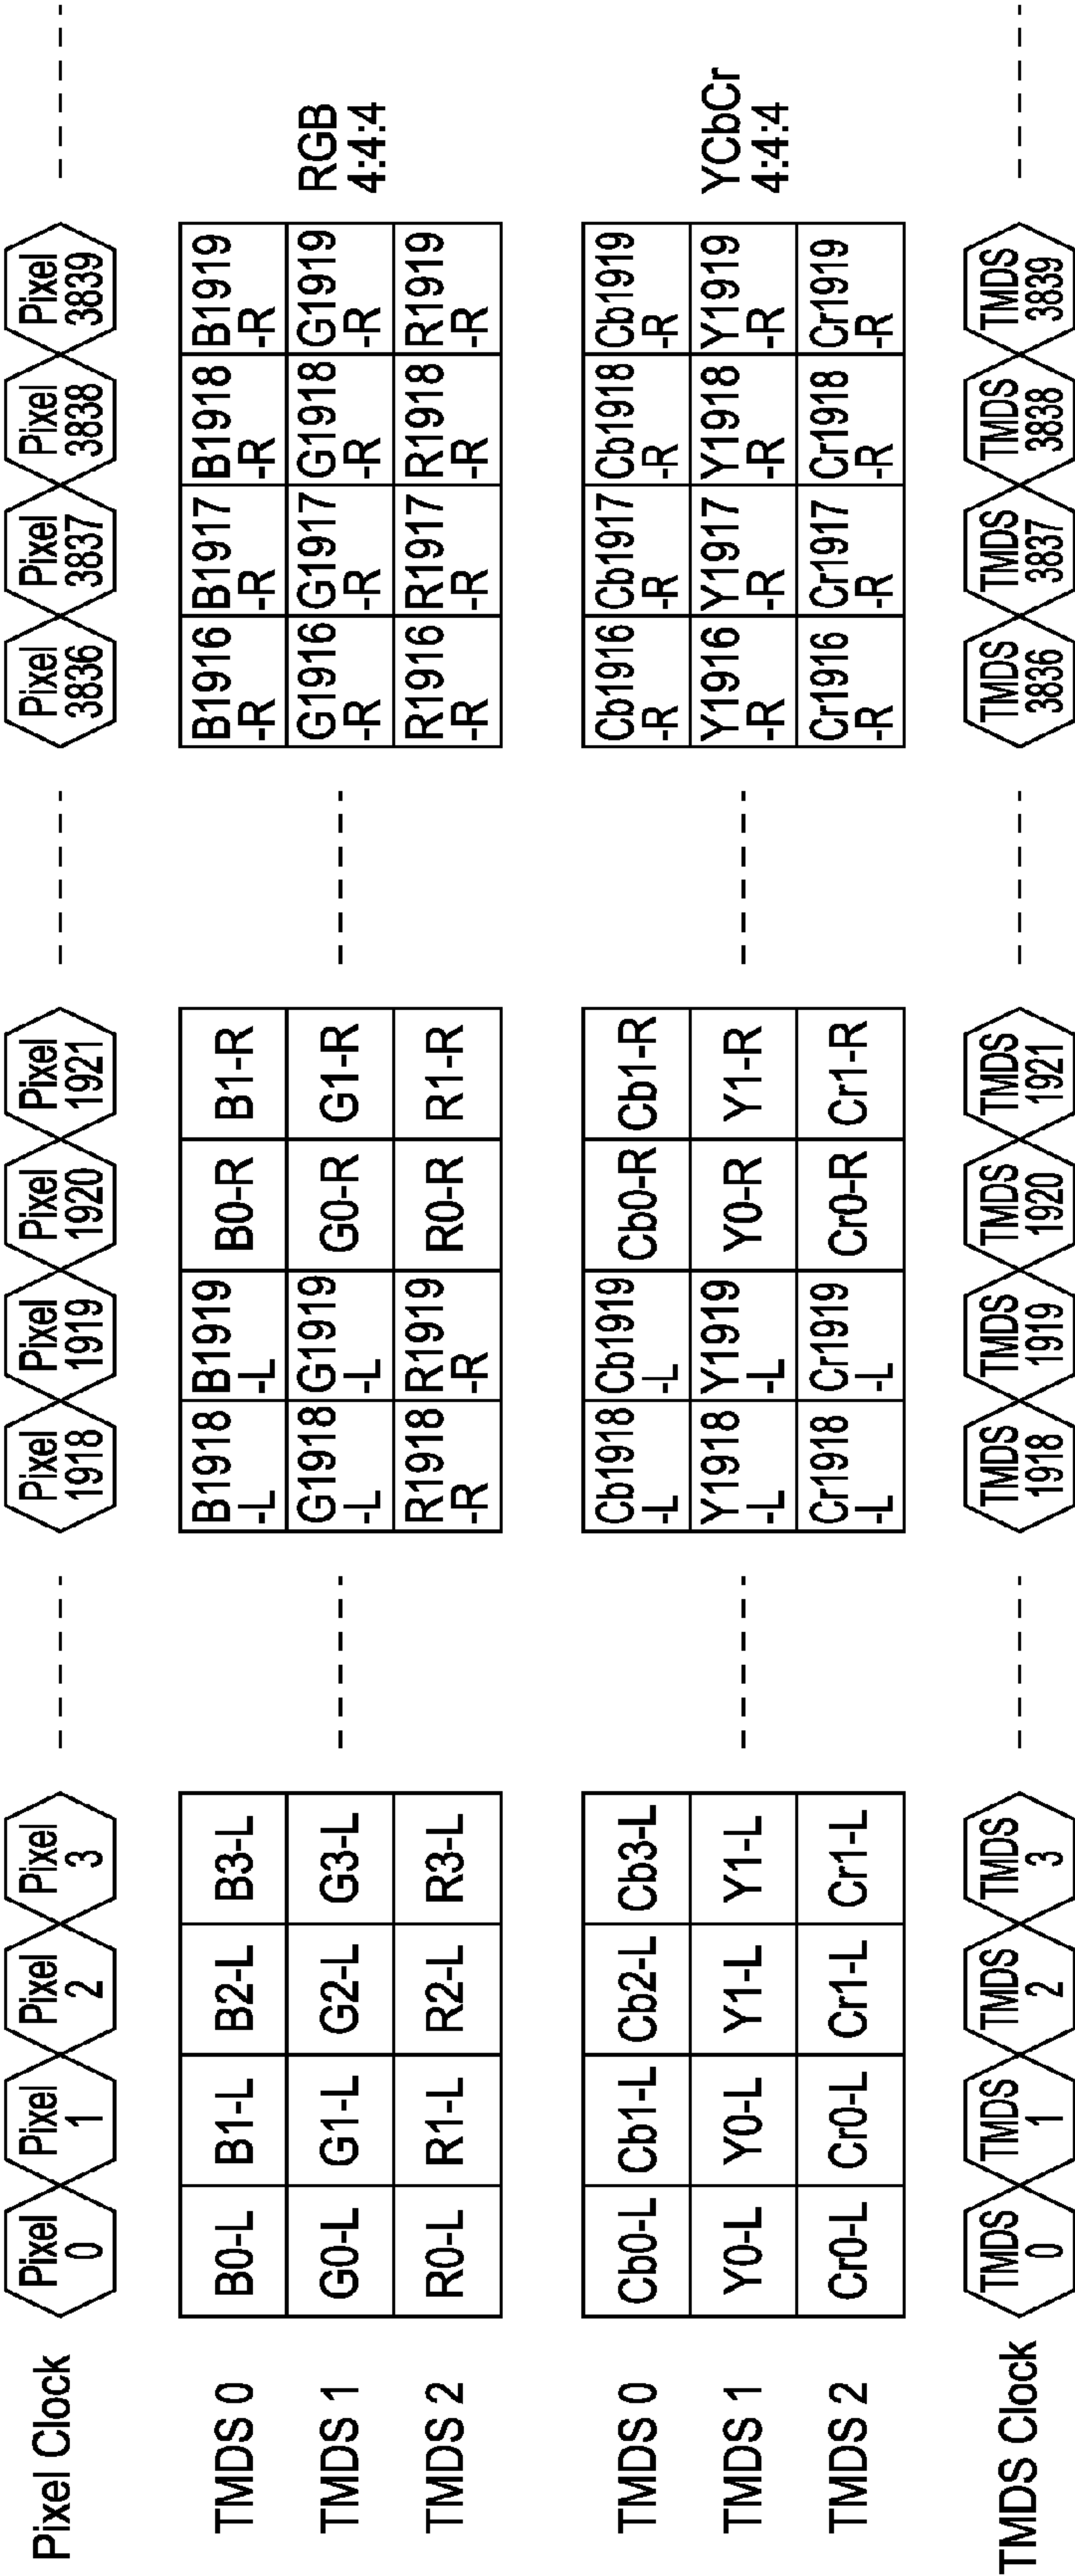 Pixel Clock
Pixel 0
Pixel 1
Pixel 2
Pixel 3
Pixel 1918
Pixel 1919
Pixel 1920
Pixel 1921
Pixel 3836
Pixel 3837
Pixel 3838
Pixel 3839
TMDS 0
B0-L
B1-L
B2-L
B3-L
B1918-L
B1919-L
B0-R
B1-R
B1916-R
B1917-R
B1918-R
B1919-R
TMDS 1
G0-L
G1-L
G2-L
G3-L
G1918-L
G1919-L
G0-R
G1-R
G1916-R
G1917-R
G1918-R
G1919-R
TMDS 2
R0-L
R1-L
R2-L
R3-L
R1918-R
R1919-R
R0-R
R1-R
R1916-R
R1917-R
R1918-R
R1919-R
RGB
4:4:4
TMDS 0
Cb0-L
Cb1-L
Cb2-L
Cb3-L
Cb1918-L
Cb1919-L
Cb0-R
Cb1-R
Cb1916-R
Cb1917-R
Cb1918-R
Cb1919-R
TMDS 1
Y0-L
Y0-L
Y1-L
Y1-L
Y1918-L
Y1919-L
Y0-R
Y1-R
Y1916-R
Y1917-R
Y1918-R
Y1919-R
TMDS 2
Cr0-L
Cr0-L
Cr1-L
Cr1-L
Cr1918-L
Cr1919-L
Cr0-R
Cr1-R
Cr1916-R
Cr1917-R
Cr1918-R
Cr1919-R
YCbCr
4:4:4
TMDS Clock
TMDS 0
TMDS 1
TMDS 2
TMDS 3
TMDS 1918
TMDS 1919
TMDS 1920
TMDS 1921
TMDS 3836
TMDS 3837
TMDS 3838
TMDS 3839